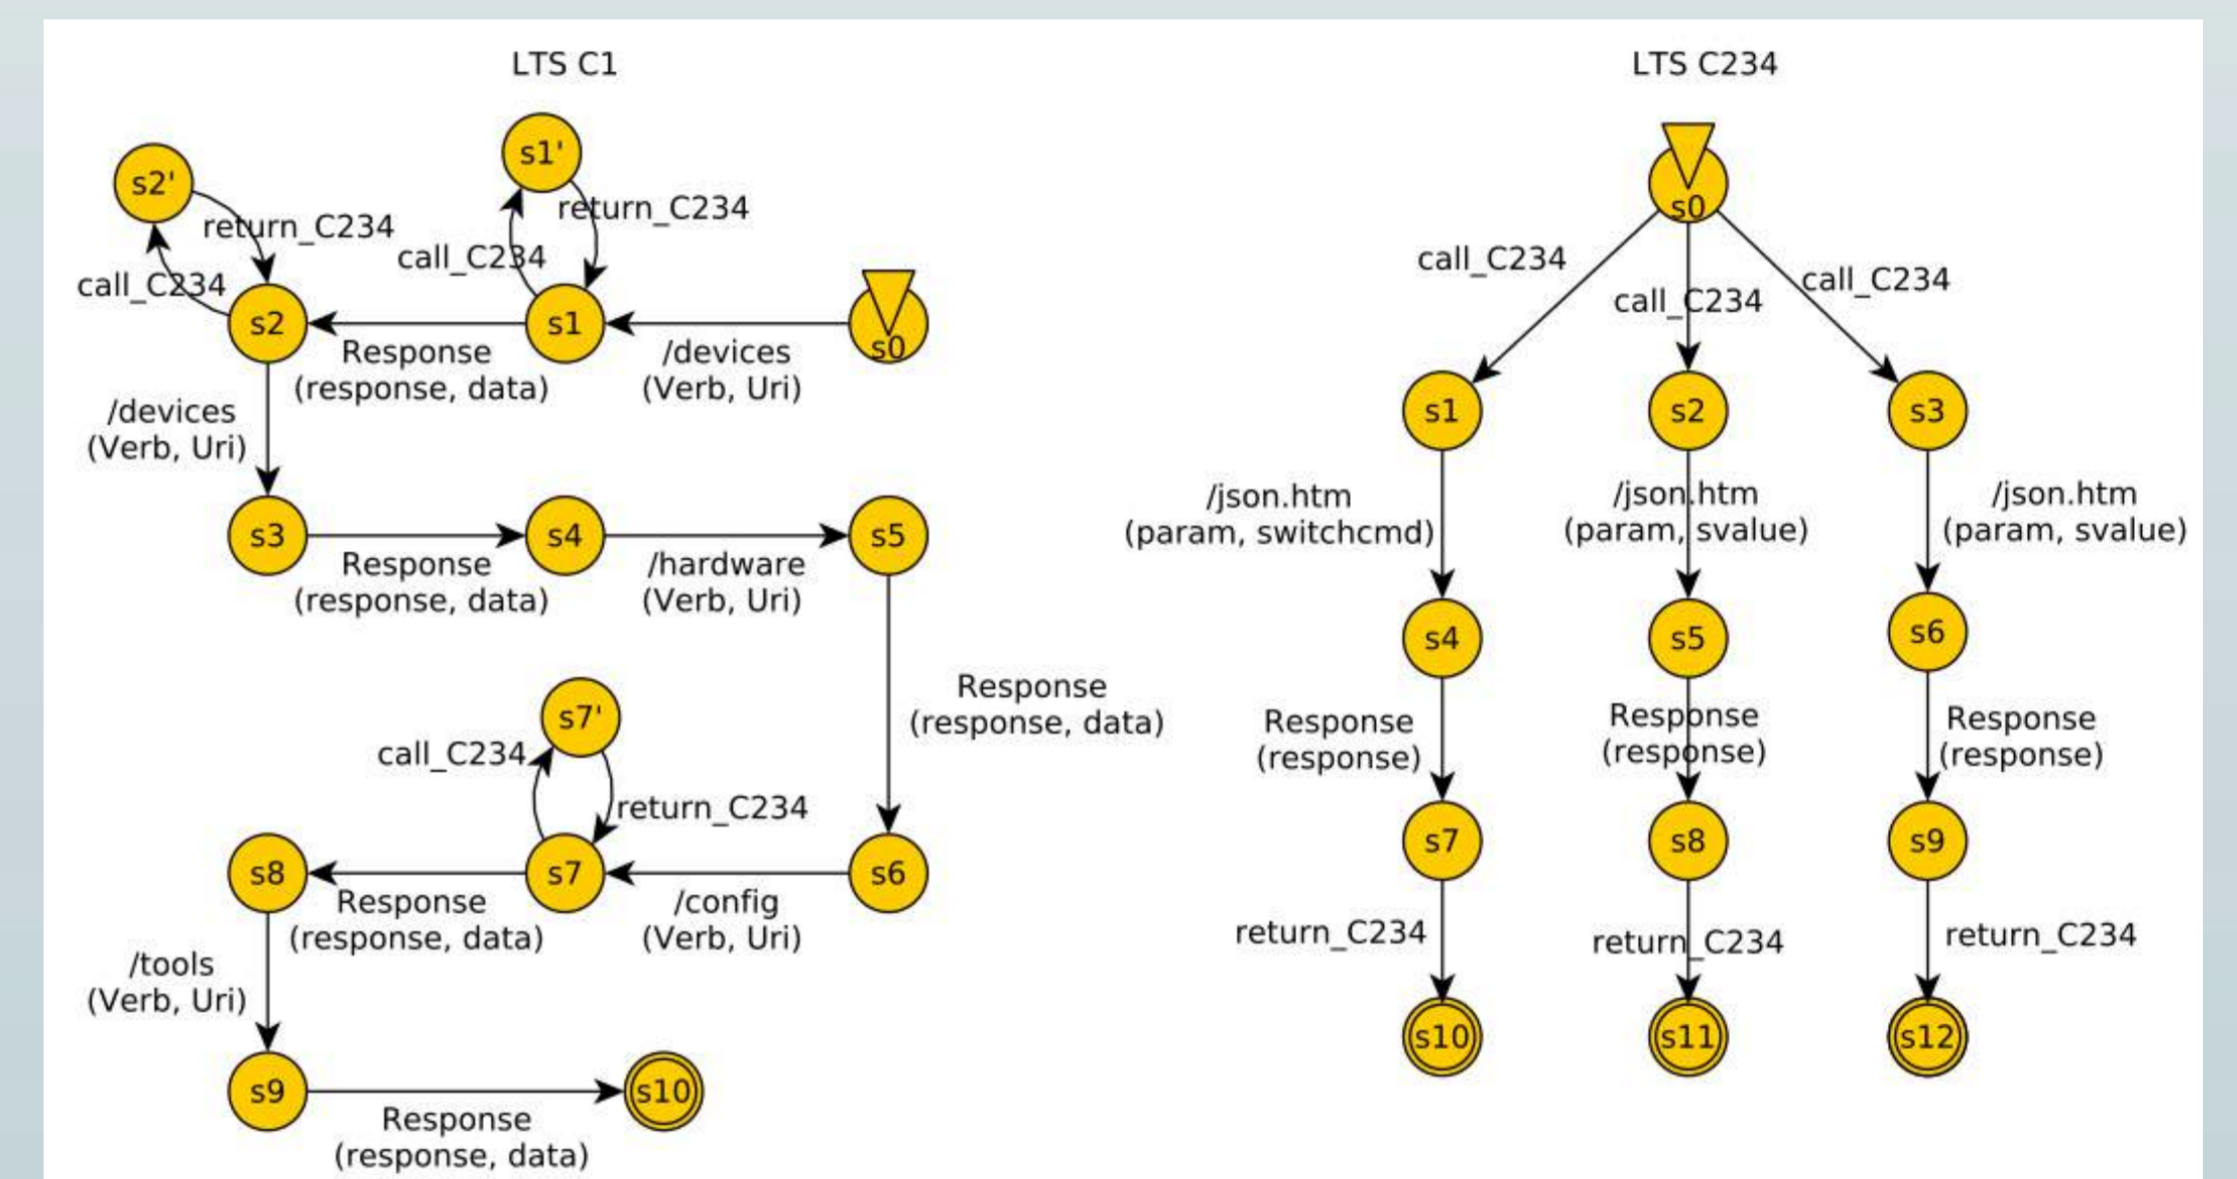 LTS C1
s1'
s2'
return_C234
return_C234
call_C234
call_C234
s2
s1
s0
Response
(response, data)
/devices
(Verb, Uri)
/devices
(Verb, Uri)
s3
s4
s5
Response
(response, data)
/hardware
(Verb, Uri)
Response
(response, data)
s7'
call_C234
return_C234
s8
s7
s6
Response
(response, data)
/config
(Verb, Uri)
/tools
(Verb, Uri)
s9
s10
Response
(response, data)
LTS C234
s0
call_C234
call_C234
call_C234
s1
s2
s3
/json.htm
(param, switchcmd)
/json.htm
(param, svalue)
/json.htm
(param, svalue)
s4
s5
s6
Response
(response)
Response
(response)
Response
(response)
s7
s8
s9
return_C234
return_C234
return_C234
s10
s11
s12